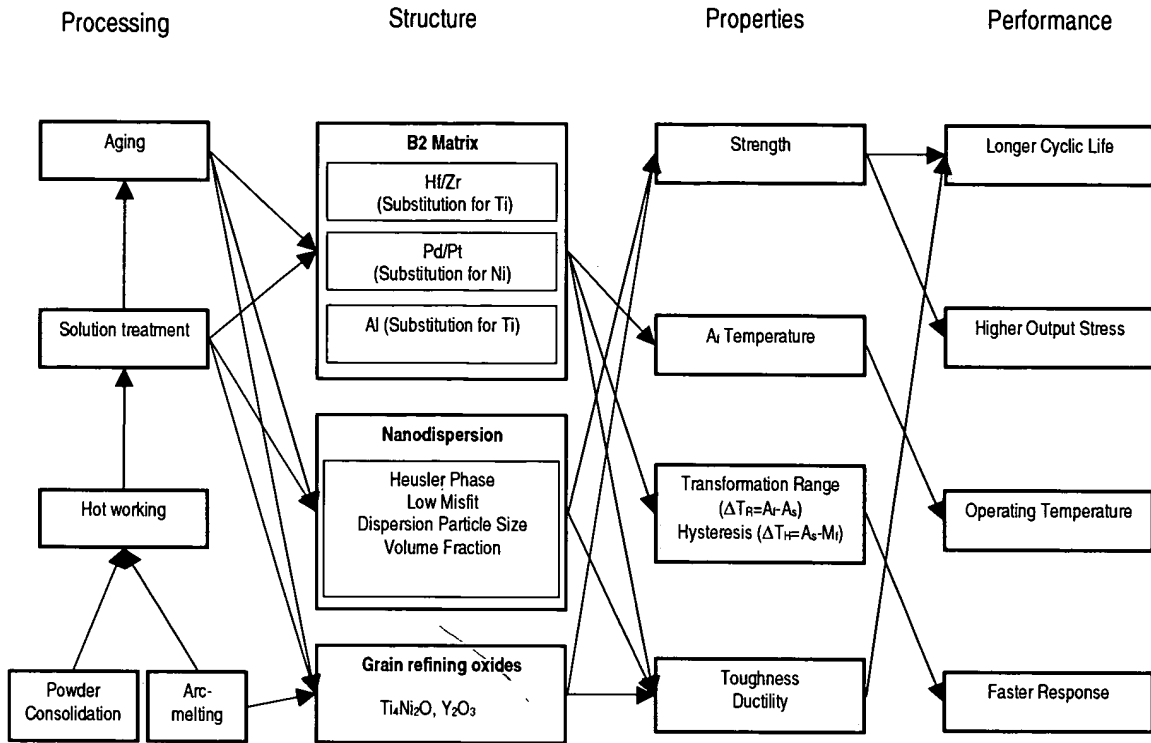 Processing
Structure
Properties
Performance
Aging
Solution treatment
Hot working
Powder
Consolidation
Arc-
melting
B2 Matrix
Hf/Zr
(Substitution for Ti)
Pd/Pt
(Substitution for Ni)
Al (Substitution for Ti)
Nanodispersion
Heusler Phase
Low Misfit
Dispersion Particle Size
Volume Fraction
Grain refining oxides
Ti₄Ni₂O, Y₂O₃
Strength
Af Temperature
Transformation Range
(ΔTR=Af-As)
Hysteresis (ΔTH=As-Mf)
Toughness
Ductility
Longer Cyclic Life
Higher Output Stress
Operating Temperature
Faster Response